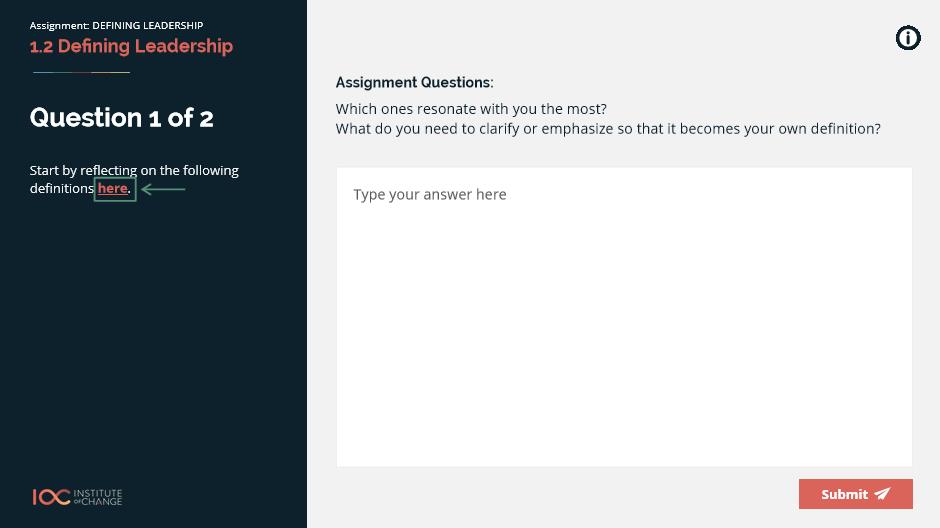 Assignment: DEFINING LEADERSHIP
1.2 Defining Leadership
Question 1 of 2
Start by reflecting on the following
definitions here.
IOC INSTITUTE
OF CHANGE
Assignment Questions:
Which ones resonate with you the most?
What do you need to clarify or emphasize so that it becomes your own definition?
Type your answer here
Submit